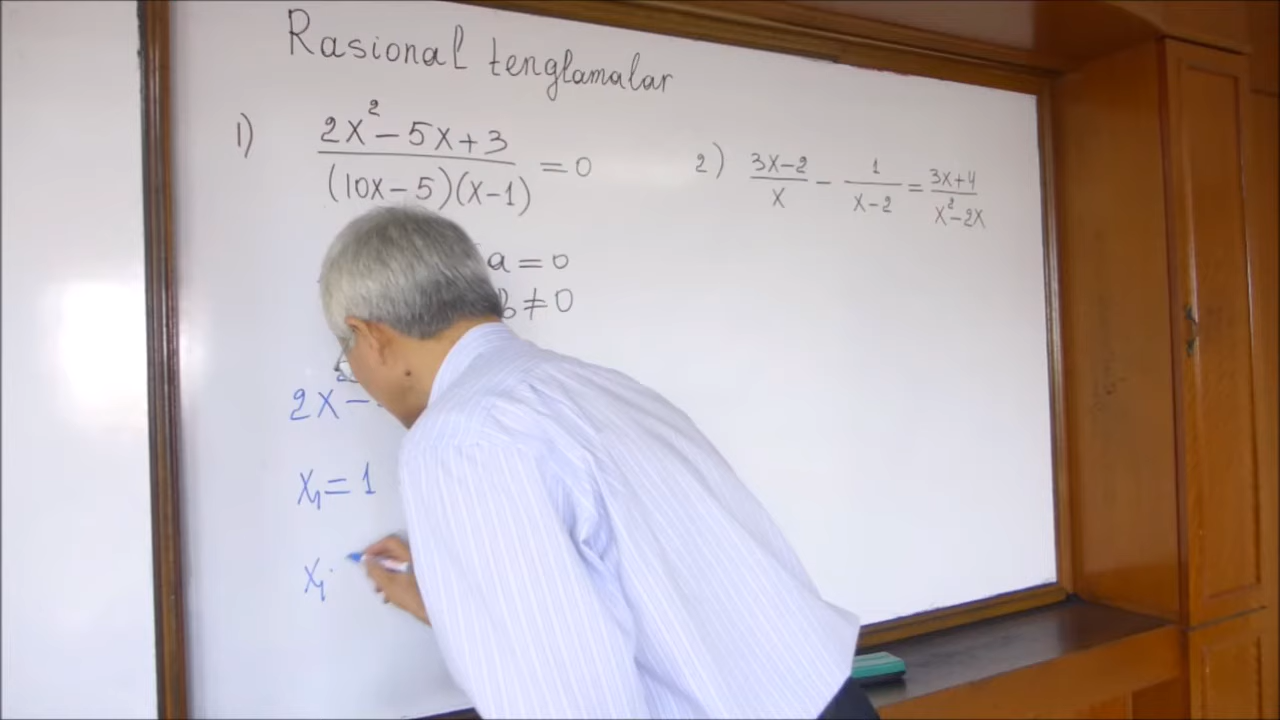 Rasional tenglamalar
1) (2x² - 5x + 3)/((10x - 5)(x - 1)) = 0
2) (3x - 2)/x - 1/(x - 2) = (3x + 4)/(x² - 2x)
a = 0
b ≠ 0
2x -
x₁ = 1
x₁